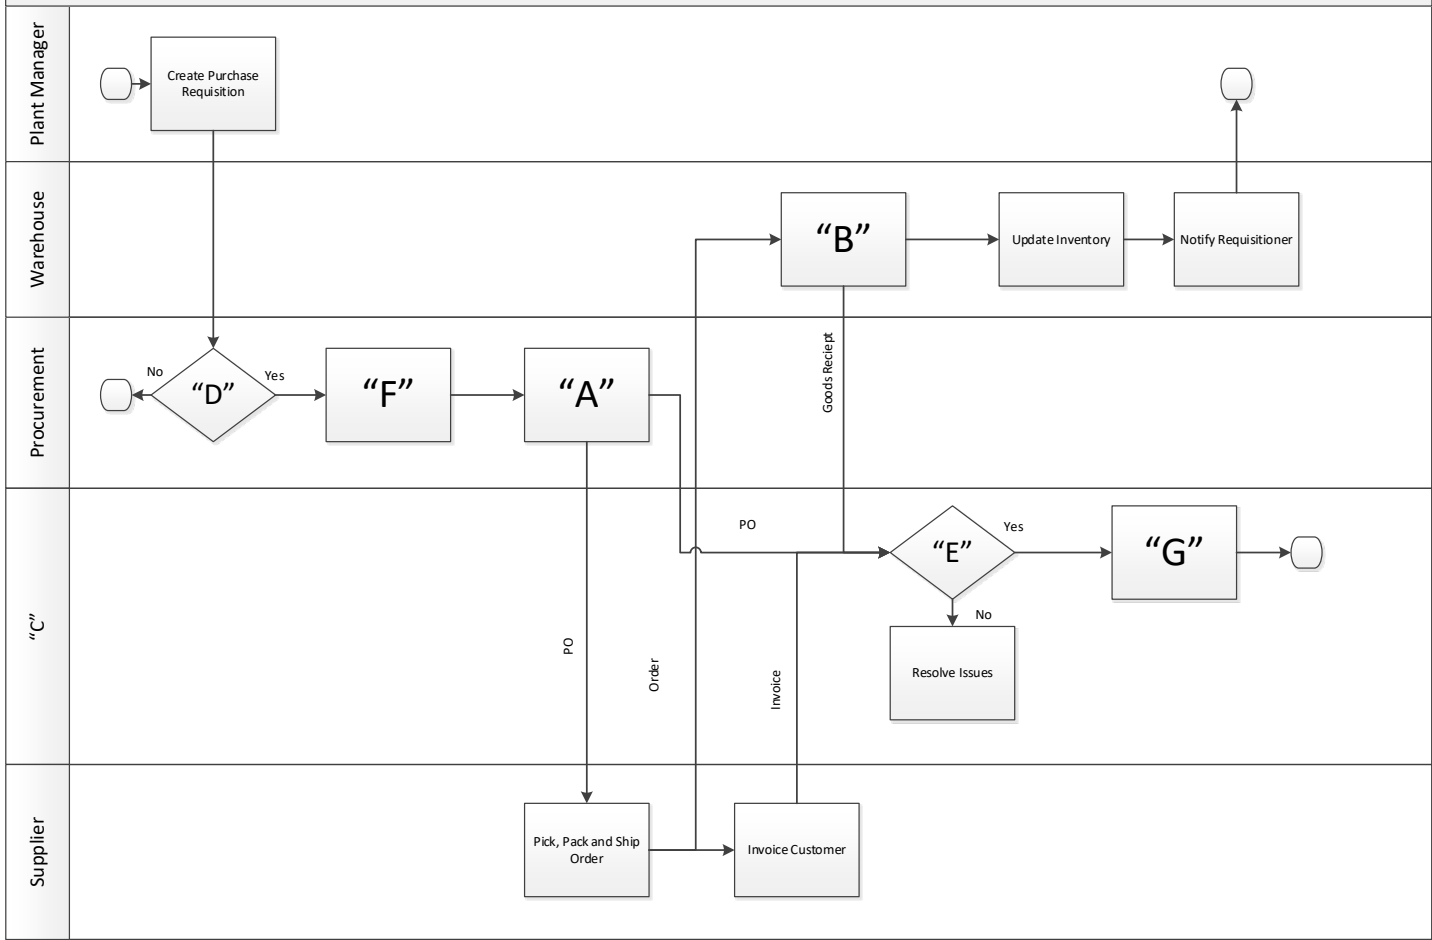 Plant Manager
Create Purchase
Requisition
Warehouse
“B”
Update Inventory
Notify Requisitioner
Procurement
No
“D”
Yes
“F”
“A”
Goods Reciept
“C”
PO
“E”
Yes
“G”
No
PO
Order
Invoice
Resolve Issues
Supplier
Pick, Pack and Ship
Order
Invoice Customer